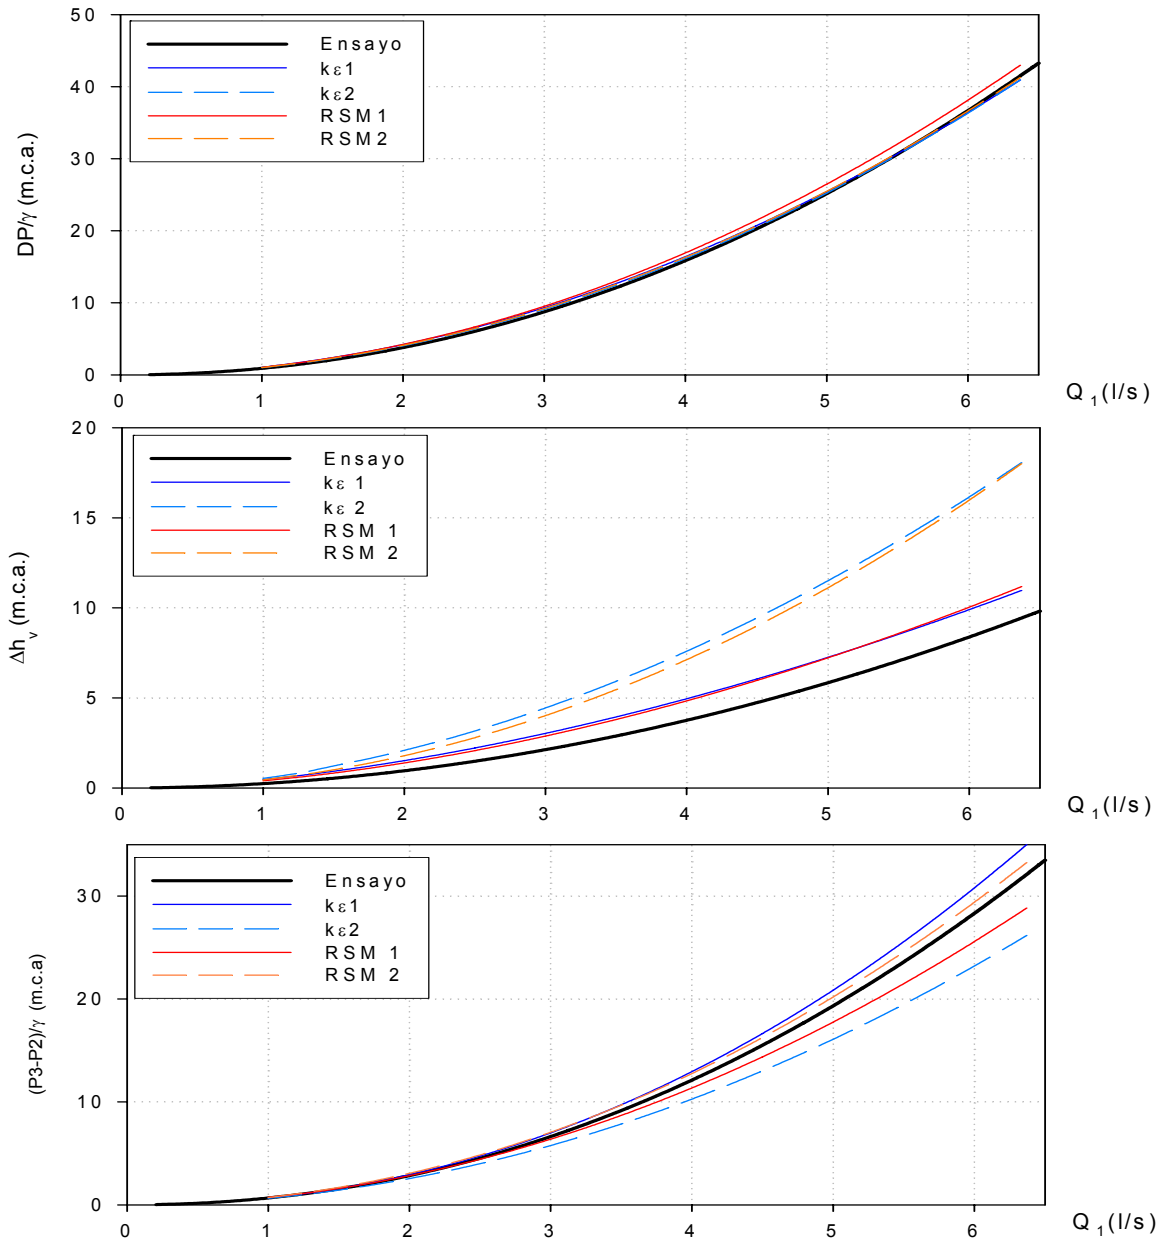 50
40
30
20
10
0
DP/γ (m.c.a.)
Ensayo
kε1
kε2
RSM1
RSM2
0 1 2 3 4 5 6
Q 1(l/s)
20
15
10
5
0
Δhv (m.c.a.)
Ensayo
kε 1
kε 2
RSM 1
RSM 2
0 1 2 3 4 5 6
Q 1(l/s)
30
20
10
0
(P3-P2)/γ (m.c.a)
Ensayo
kε1
kε2
RSM 1
RSM 2
0 1 2 3 4 5 6
Q 1(l/s)